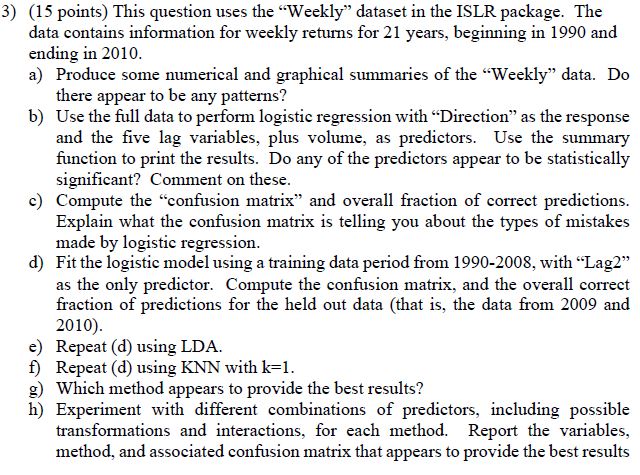 3) (15 points) This question uses the “Weekly” dataset in the ISLR package. The
data contains information for weekly returns for 21 years, beginning in 1990 and
ending in 2010.
a) Produce some numerical and graphical summaries of the “Weekly” data. Do
there appear to be any patterns?
b) Use the full data to perform logistic regression with “Direction” as the response
and the five lag variables, plus volume, as predictors. Use the summary
function to print the results. Do any of the predictors appear to be statistically
significant? Comment on these.
c) Compute the “confusion matrix” and overall fraction of correct predictions.
Explain what the confusion matrix is telling you about the types of mistakes
made by logistic regression.
d) Fit the logistic model using a training data period from 1990-2008, with “Lag2”
as the only predictor. Compute the confusion matrix, and the overall correct
fraction of predictions for the held out data (that is, the data from 2009 and
2010).
e) Repeat (d) using LDA.
f) Repeat (d) using KNN with k=1.
g) Which method appears to provide the best results?
h) Experiment with different combinations of predictors, including possible
transformations and interactions, for each method. Report the variables,
method, and associated confusion matrix that appears to provide the best results